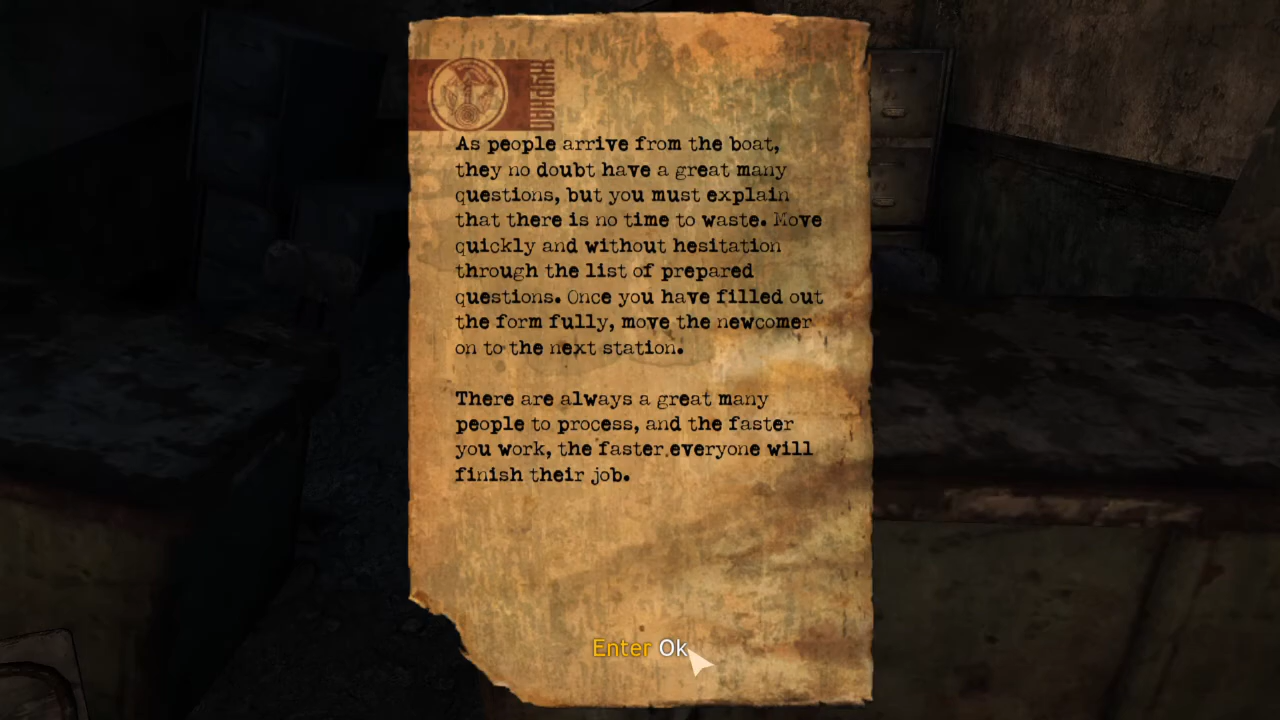 As people arrive from the boat,
they no doubt have a great many
questions, but you must explain
that there is no time to waste. Move
quickly and without hesitation
through the list of prepared
questions. Once you have filled out
the form fully, move the newcomer
on to the next station.
There are always a great many
people to process, and the faster
you work, the faster everyone will
finish their job.
Enter Ok